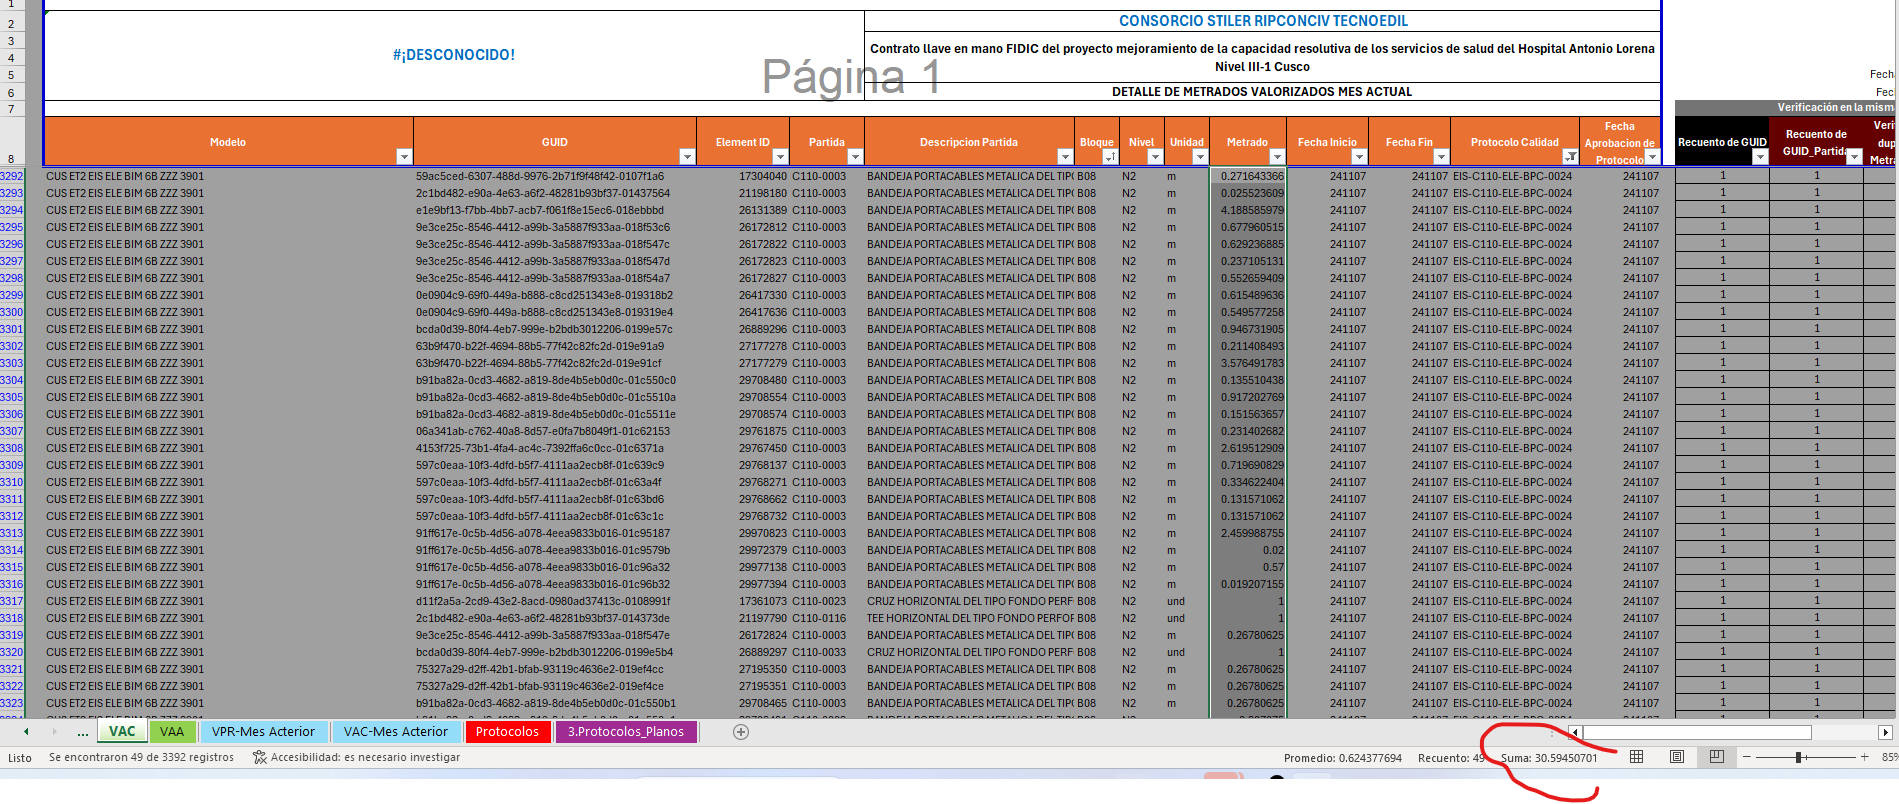 1
2 CONSORCIO STILER RIPCONCIV TECNOEDIL
3
4 #¡DESCONOCIDO! Contrato llave en mano FIDIC del proyecto mejoramiento de la capacidad resolutiva de los servicios de salud del Hospital Antonio Lorena
5 Nivel III-1 Cusco Fech
Página 1
6 DETALLE DE METRADOS VALORIZADOS MES ACTUAL Fec
7 Verificación en la mism
8 Modelo GUID Element ID Partida Descripcion Partida Bloque Nivel Unidad Metrado Fecha Inicio Fecha Fin Protocolo Calidad Fecha Aprobacion de Protocolo Recuento de GUID Recuento de GUID_Partida Veri dup Metra
3292 CUS ET2 EIS ELE BIM 6B ZZZ 3901 59ac5ced-6307-488d-9976-2b71f9f48f42-0107f1a6 17304040 C110-0003 BANDEJA PORTACABLES METALICA DEL TIPO B08 N2 m 0.271643366 241107 241107 EIS-C110-ELE-BPC-0024 241107 1 1
3293 CUS ET2 EIS ELE BIM 6B ZZZ 3901 2c1bd482-e90a-4e63-a6f2-48281b93bf37-01437564 21198180 C110-0003 BANDEJA PORTACABLES METALICA DEL TIPO B08 N2 m 0.025523609 241107 241107 EIS-C110-ELE-BPC-0024 241107 1 1
3294 CUS ET2 EIS ELE BIM 6B ZZZ 3901 e1e9bf13-f7bb-4bb7-acb7-f061f8e15ec6-018ebbbd 26131389 C110-0003 BANDEJA PORTACABLES METALICA DEL TIPO B08 N2 m 4.188585979 241107 241107 EIS-C110-ELE-BPC-0024 241107 1 1
3295 CUS ET2 EIS ELE BIM 6B ZZZ 3901 9e3ce25c-8546-4412-a99b-3a5887f933aa-018f53c6 26172812 C110-0003 BANDEJA PORTACABLES METALICA DEL TIPO B08 N2 m 0.677960515 241107 241107 EIS-C110-ELE-BPC-0024 241107 1 1
3296 CUS ET2 EIS ELE BIM 6B ZZZ 3901 9e3ce25c-8546-4412-a99b-3a5887f933aa-018f547c 26172822 C110-0003 BANDEJA PORTACABLES METALICA DEL TIPO B08 N2 m 0.629236885 241107 241107 EIS-C110-ELE-BPC-0024 241107 1 1
3297 CUS ET2 EIS ELE BIM 6B ZZZ 3901 9e3ce25c-8546-4412-a99b-3a5887f933aa-018f547d 26172823 C110-0003 BANDEJA PORTACABLES METALICA DEL TIPO B08 N2 m 0.237105131 241107 241107 EIS-C110-ELE-BPC-0024 241107 1 1
3298 CUS ET2 EIS ELE BIM 6B ZZZ 3901 9e3ce25c-8546-4412-a99b-3a5887f933aa-018f54a7 26172827 C110-0003 BANDEJA PORTACABLES METALICA DEL TIPO B08 N2 m 0.552659409 241107 241107 EIS-C110-ELE-BPC-0024 241107 1 1
3299 CUS ET2 EIS ELE BIM 6B ZZZ 3901 0e0904c9-69f0-449a-b888-c8cd251343e8-019318b2 26417330 C110-0003 BANDEJA PORTACABLES METALICA DEL TIPO B08 N2 m 0.615489636 241107 241107 EIS-C110-ELE-BPC-0024 241107 1 1
3300 CUS ET2 EIS ELE BIM 6B ZZZ 3901 0e0904c9-69f0-449a-b888-c8cd251343e8-019319e4 26417636 C110-0003 BANDEJA PORTACABLES METALICA DEL TIPO B08 N2 m 0.549577258 241107 241107 EIS-C110-ELE-BPC-0024 241107 1 1
3301 CUS ET2 EIS ELE BIM 6B ZZZ 3901 bcda0d39-80f4-4eb7-999e-b2bdb3012206-0199e57c 26889296 C110-0003 BANDEJA PORTACABLES METALICA DEL TIPO B08 N2 m 0.946731905 241107 241107 EIS-C110-ELE-BPC-0024 241107 1 1
3302 CUS ET2 EIS ELE BIM 6B ZZZ 3901 63b9f470-b22f-4694-88b5-77f42c82fc2d-019e91a9 27177278 C110-0003 BANDEJA PORTACABLES METALICA DEL TIPO B08 N2 m 0.211408493 241107 241107 EIS-C110-ELE-BPC-0024 241107 1 1
3303 CUS ET2 EIS ELE BIM 6B ZZZ 3901 63b9f470-b22f-4694-88b5-77f42c82fc2d-019e91cf 27177279 C110-0003 BANDEJA PORTACABLES METALICA DEL TIPO B08 N2 m 3.576491783 241107 241107 EIS-C110-ELE-BPC-0024 241107 1 1
3304 CUS ET2 EIS ELE BIM 6B ZZZ 3901 b91ba82a-0cd3-4682-a819-8de4b5eb0d0c-01c550c0 29708480 C110-0003 BANDEJA PORTACABLES METALICA DEL TIPO B08 N2 m 0.135510438 241107 241107 EIS-C110-ELE-BPC-0024 241107 1 1
3305 CUS ET2 EIS ELE BIM 6B ZZZ 3901 b91ba82a-0cd3-4682-a819-8de4b5eb0d0c-01c5510a 29708554 C110-0003 BANDEJA PORTACABLES METALICA DEL TIPO B08 N2 m 0.917202769 241107 241107 EIS-C110-ELE-BPC-0024 241107 1 1
3306 CUS ET2 EIS ELE BIM 6B ZZZ 3901 b91ba82a-0cd3-4682-a819-8de4b5eb0d0c-01c5511e 29708574 C110-0003 BANDEJA PORTACABLES METALICA DEL TIPO B08 N2 m 0.151563657 241107 241107 EIS-C110-ELE-BPC-0024 241107 1 1
3307 CUS ET2 EIS ELE BIM 6B ZZZ 3901 06a341ab-c762-40a8-8d57-e0fa7b8049f1-01c62153 29761875 C110-0003 BANDEJA PORTACABLES METALICA DEL TIPO B08 N2 m 0.231402682 241107 241107 EIS-C110-ELE-BPC-0024 241107 1 1
3308 CUS ET2 EIS ELE BIM 6B ZZZ 3901 4153f725-73b1-4fa4-ac4c-7392ffa6c0cc-01c6371a 29767450 C110-0003 BANDEJA PORTACABLES METALICA DEL TIPO B08 N2 m 2.619512909 241107 241107 EIS-C110-ELE-BPC-0024 241107 1 1
3309 CUS ET2 EIS ELE BIM 6B ZZZ 3901 597c0eaa-10f3-4dfd-b5f7-4111aa2ecb8f-01c639c9 29768137 C110-0003 BANDEJA PORTACABLES METALICA DEL TIPO B08 N2 m 0.719690829 241107 241107 EIS-C110-ELE-BPC-0024 241107 1 1
3310 CUS ET2 EIS ELE BIM 6B ZZZ 3901 597c0eaa-10f3-4dfd-b5f7-4111aa2ecb8f-01c63a4f 29768271 C110-0003 BANDEJA PORTACABLES METALICA DEL TIPO B08 N2 m 0.334622404 241107 241107 EIS-C110-ELE-BPC-0024 241107 1 1
3311 CUS ET2 EIS ELE BIM 6B ZZZ 3901 597c0eaa-10f3-4dfd-b5f7-4111aa2ecb8f-01c63bd6 29768662 C110-0003 BANDEJA PORTACABLES METALICA DEL TIPO B08 N2 m 0.131571062 241107 241107 EIS-C110-ELE-BPC-0024 241107 1 1
3312 CUS ET2 EIS ELE BIM 6B ZZZ 3901 597c0eaa-10f3-4dfd-b5f7-4111aa2ecb8f-01c63c1c 29768732 C110-0003 BANDEJA PORTACABLES METALICA DEL TIPO B08 N2 m 0.131571062 241107 241107 EIS-C110-ELE-BPC-0024 241107 1 1
3313 CUS ET2 EIS ELE BIM 6B ZZZ 3901 91ff617e-0c5b-4d56-a078-4eea9833b016-01c95187 29970823 C110-0003 BANDEJA PORTACABLES METALICA DEL TIPO B08 N2 m 2.459988755 241107 241107 EIS-C110-ELE-BPC-0024 241107 1 1
3314 CUS ET2 EIS ELE BIM 6B ZZZ 3901 91ff617e-0c5b-4d56-a078-4eea9833b016-01c9579b 29972379 C110-0003 BANDEJA PORTACABLES METALICA DEL TIPO B08 N2 m 0.02 241107 241107 EIS-C110-ELE-BPC-0024 241107 1 1
3315 CUS ET2 EIS ELE BIM 6B ZZZ 3901 91ff617e-0c5b-4d56-a078-4eea9833b016-01c96a32 29977138 C110-0003 BANDEJA PORTACABLES METALICA DEL TIPO B08 N2 m 0.57 241107 241107 EIS-C110-ELE-BPC-0024 241107 1 1
3316 CUS ET2 EIS ELE BIM 6B ZZZ 3901 91ff617e-0c5b-4d56-a078-4eea9833b016-01c96b32 29977394 C110-0003 BANDEJA PORTACABLES METALICA DEL TIPO B08 N2 m 0.019207155 241107 241107 EIS-C110-ELE-BPC-0024 241107 1 1
3317 CUS ET2 EIS ELE BIM 6B ZZZ 3901 d11f2a5a-2cd9-43e2-8acd-0980ad37413c-0108991f 17361073 C110-0023 CRUZ HORIZONTAL DEL TIPO FONDO PERF B08 N2 und 1 241107 241107 EIS-C110-ELE-BPC-0024 241107 1 1
3318 CUS ET2 EIS ELE BIM 6B ZZZ 3901 2c1bd482-e90a-4e63-a6f2-48281b93bf37-014373de 21197790 C110-0116 TEE HORIZONTAL DEL TIPO FONDO PERFOR B08 N2 und 1 241107 241107 EIS-C110-ELE-BPC-0024 241107 1 1
3319 CUS ET2 EIS ELE BIM 6B ZZZ 3901 9e3ce25c-8546-4412-a99b-3a5887f933aa-018f547e 26172824 C110-0003 BANDEJA PORTACABLES METALICA DEL TIPO B08 N2 m 0.26780625 241107 241107 EIS-C110-ELE-BPC-0024 241107 1 1
3320 CUS ET2 EIS ELE BIM 6B ZZZ 3901 bcda0d39-80f4-4eb7-999e-b2bdb3012206-0199e5b4 26889297 C110-0033 CRUZ HORIZONTAL DEL TIPO FONDO PERF B08 N2 und 1 241107 241107 EIS-C110-ELE-BPC-0024 241107 1 1
3321 CUS ET2 EIS ELE BIM 6B ZZZ 3901 75327a29-d2ff-42b1-bfab-93119c4636e2-019ef4cc 27195350 C110-0003 BANDEJA PORTACABLES METALICA DEL TIPO B08 N2 m 0.26780625 241107 241107 EIS-C110-ELE-BPC-0024 241107 1 1
3322 CUS ET2 EIS ELE BIM 6B ZZZ 3901 75327a29-d2ff-42b1-bfab-93119c4636e2-019ef4ce 27195351 C110-0003 BANDEJA PORTACABLES METALICA DEL TIPO B08 N2 m 0.26780625 241107 241107 EIS-C110-ELE-BPC-0024 241107 1 1
3323 CUS ET2 EIS ELE BIM 6B ZZZ 3901 b91ba82a-0cd3-4682-a819-8de4b5eb0d0c-01c550b1 29708465 C110-0003 BANDEJA PORTACABLES METALICA DEL TIPO B08 N2 m 0.26780625 241107 241107 EIS-C110-ELE-BPC-0024 241107 1 1
... VAC VAA VPR-Mes Acterior VAC-Mes Acterior Protocolos 3.Protocolos_Planos
Listo Se encontraron 49 de 3392 registros Accesibilidad: es necesario investigar Promedio: 0.624377694 Recuento: 49 Suma: 30.59450701 85%